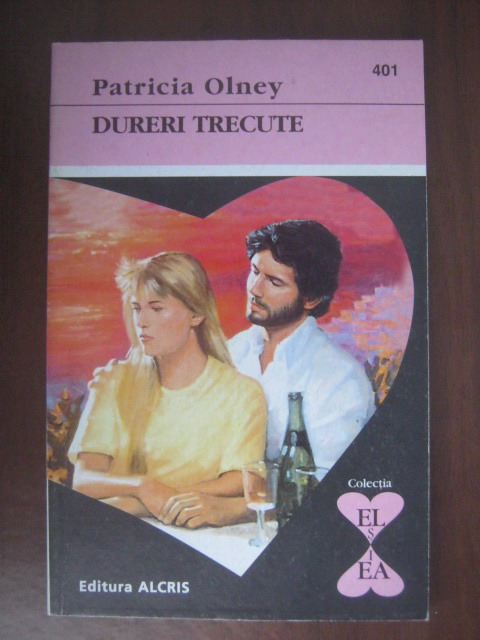 401
Patricia Olney
DURERI TRECUTE
Colecția
EL
ȘI
EA
Editura ALCRIS